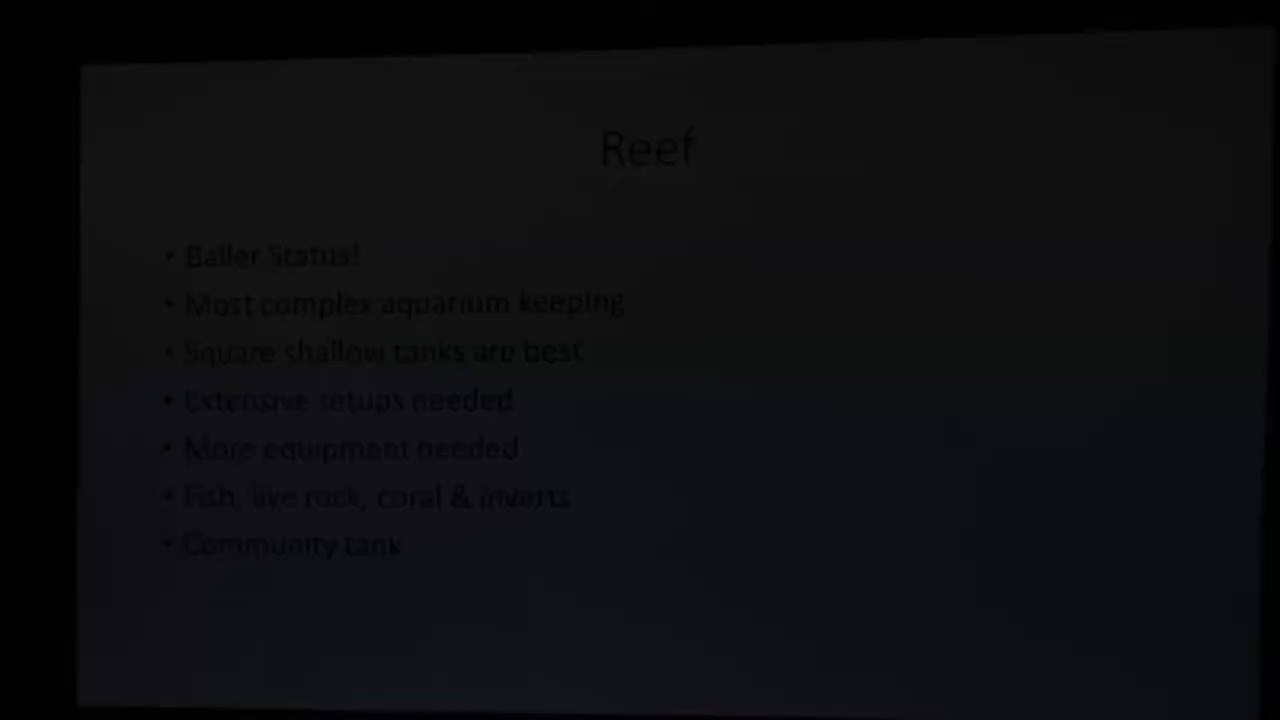 Reef
• Baller Status!
• Most complex aquarium keeping
• Square shallow tanks are best
• Extensive setups needed
• More equipment needed
• Fish, live rock, coral & inverts
• Community tank